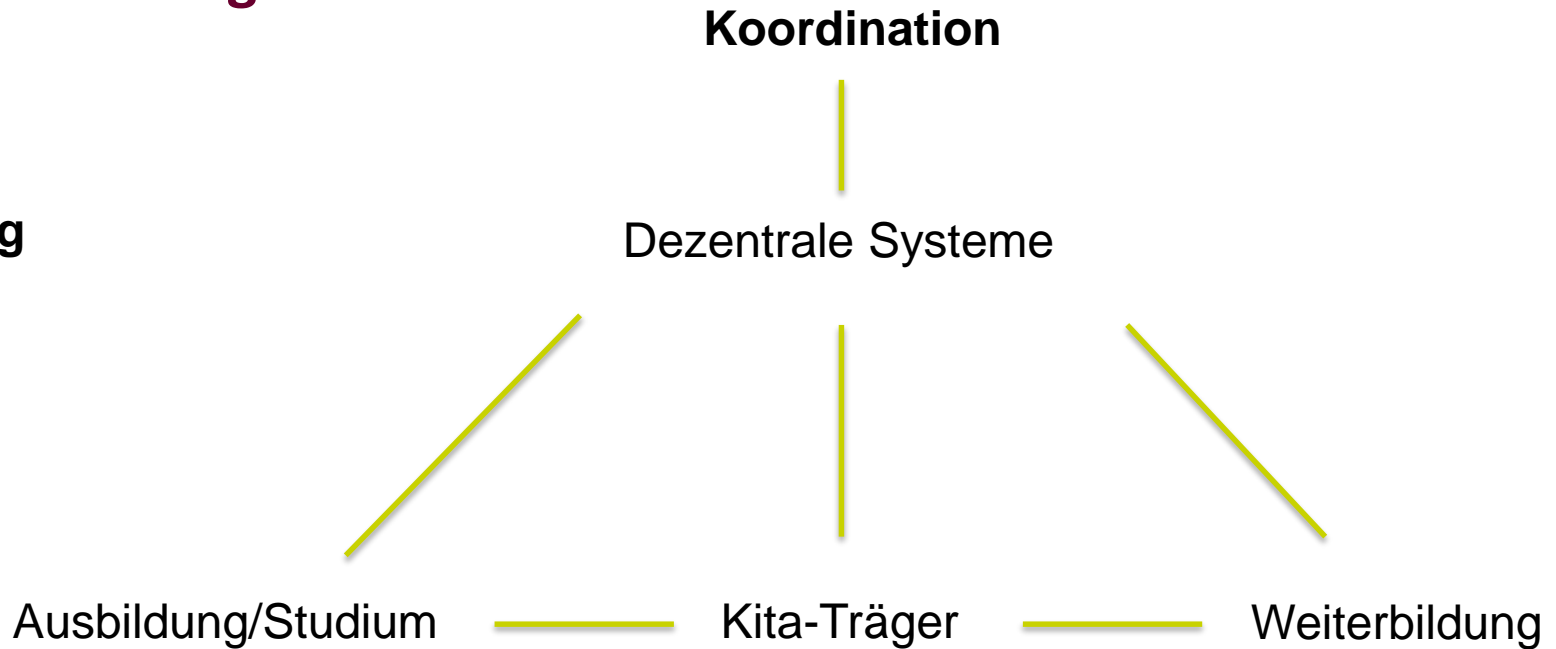 g
Koordination
g
Dezentrale Systeme
Ausbildung/Studium
Kita-Träger
Weiterbildung